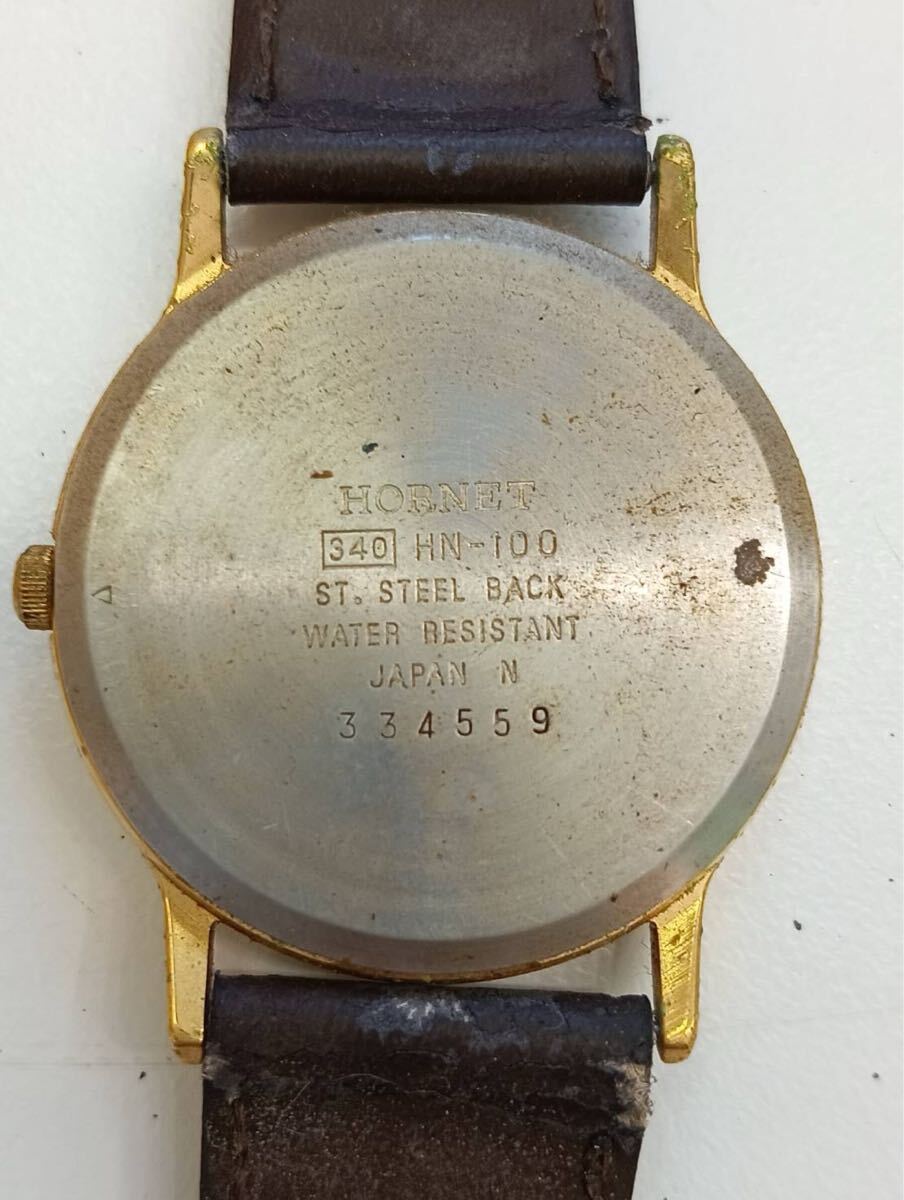 HORNET
340 HN-100
ST. STEEL BACK
WATER RESISTANT
JAPAN N
334559